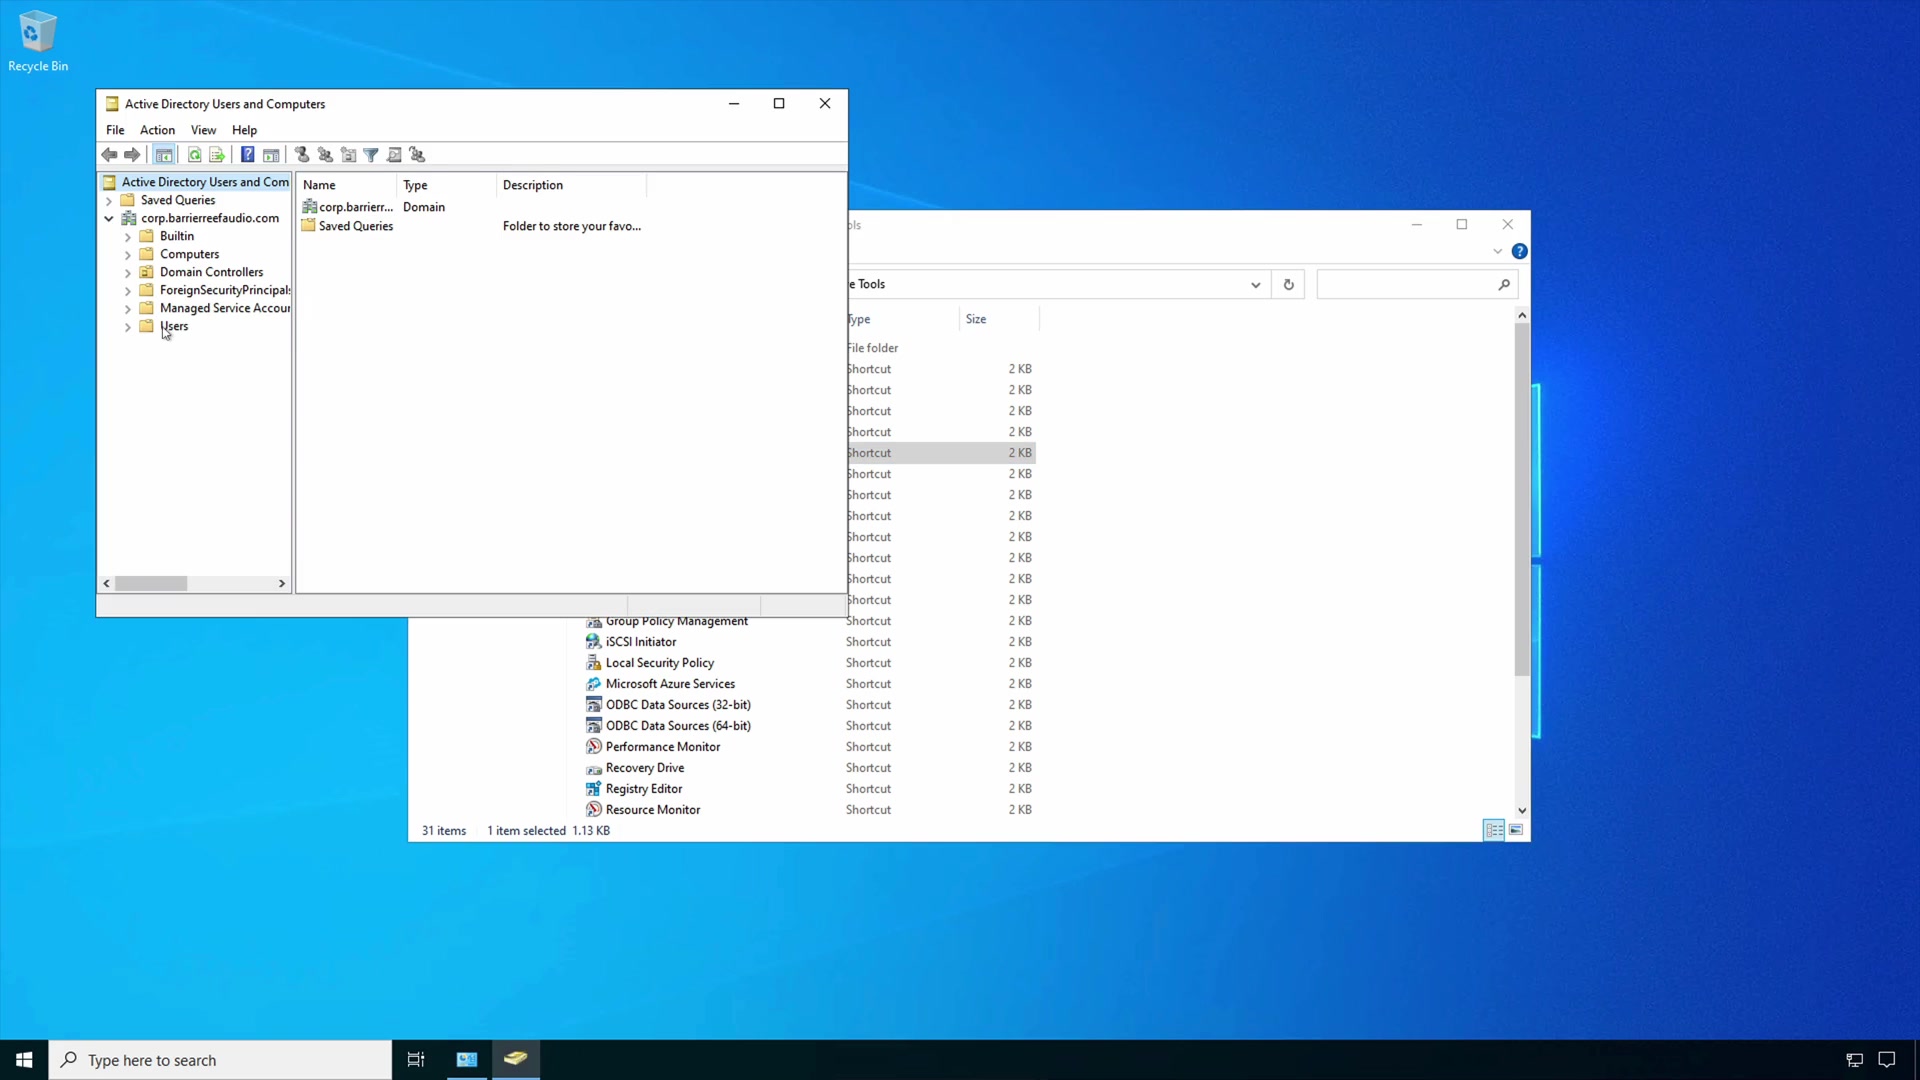 Recycle Bin
Active Directory Users and Computers
File Action View Help
Active Directory Users and Com
Saved Queries
corp.barrierreefaudio.com
Builtin
Computers
Domain Controllers
ForeignSecurityPrincipals
Managed Service Accour
Users
Name Type Description
corp.barrierr... Domain
Saved Queries Folder to store your favo...
ols
e Tools
Type Size
File folder
Shortcut 2 KB
Shortcut 2 KB
Shortcut 2 KB
Shortcut 2 KB
Shortcut 2 KB
Shortcut 2 KB
Shortcut 2 KB
Shortcut 2 KB
Shortcut 2 KB
Shortcut 2 KB
Shortcut 2 KB
Shortcut 2 KB
Group Policy Management Shortcut 2 KB
iSCSI Initiator Shortcut 2 KB
Local Security Policy Shortcut 2 KB
Microsoft Azure Services Shortcut 2 KB
ODBC Data Sources (32-bit) Shortcut 2 KB
ODBC Data Sources (64-bit) Shortcut 2 KB
Performance Monitor Shortcut 2 KB
Recovery Drive Shortcut 2 KB
Registry Editor Shortcut 2 KB
Resource Monitor Shortcut 2 KB
31 items 1 item selected 1.13 KB
Type here to search